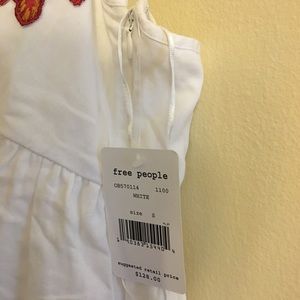 free people
OB570114 1100
WHITE
size S
suggested retail price
$128.00